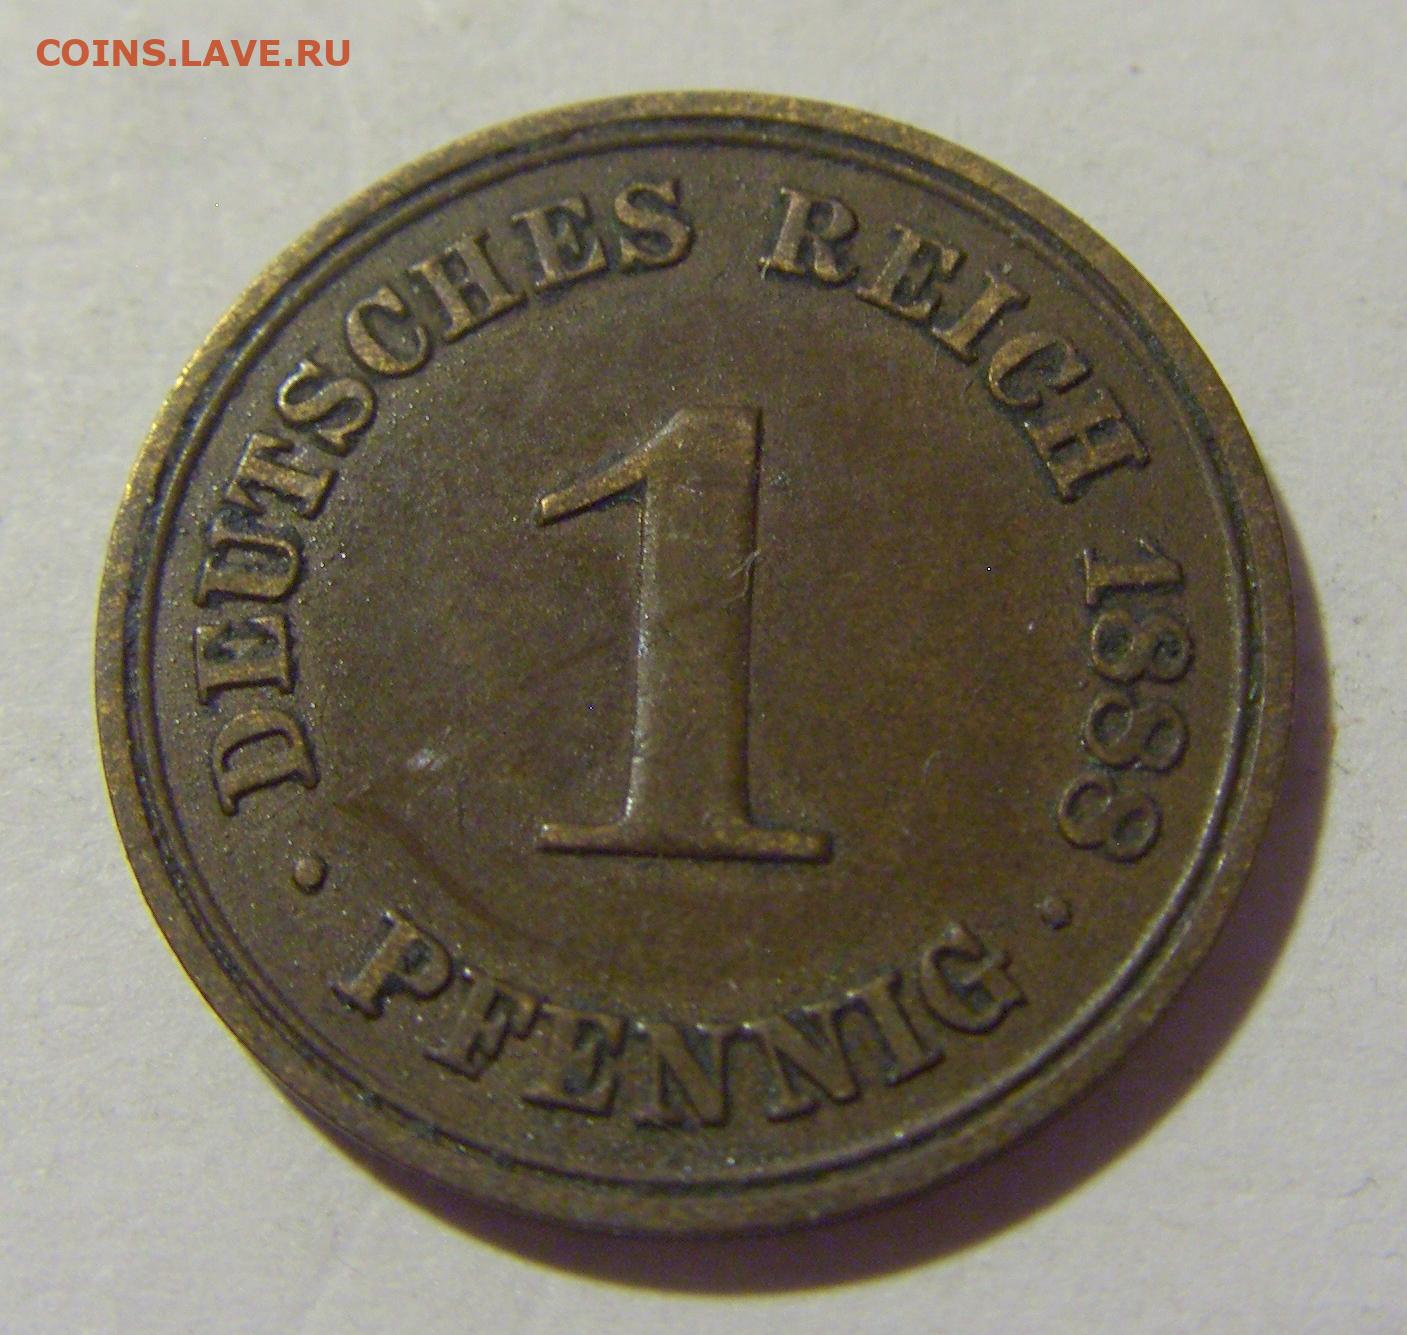 COINS.LAVE.RU
DEUTSCHES REICH 1888
1
· PFENNIG ·